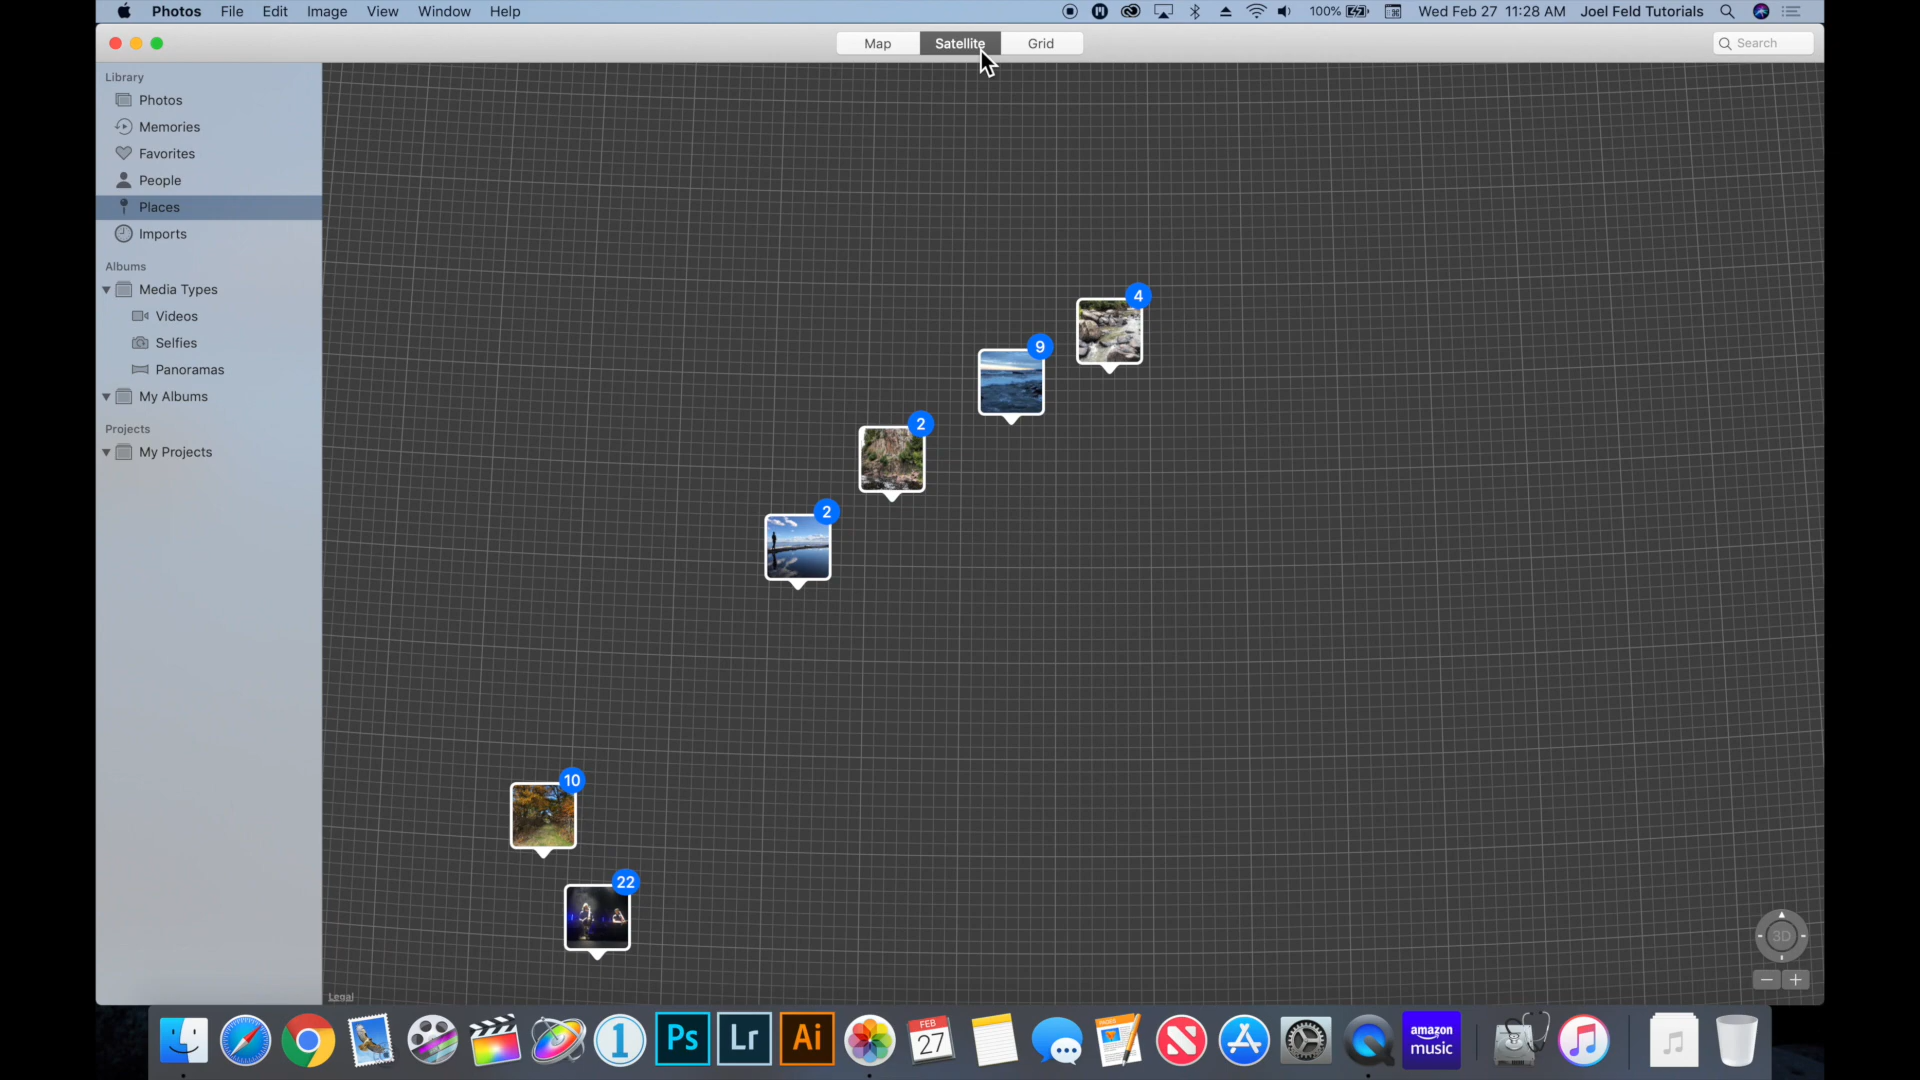 Photos File Edit Image View Window Help 100% Wed Feb 27 11:28 AM Joel Feld Tutorials
Map Satellite Grid Search
Library
Photos
Memories
Favorites
People
Places
Imports
Albums
Media Types
Videos
Selfies
Panoramas
My Albums
Projects
My Projects
4
9
2
2
10
22
3D
Legal
1 Ps Lr Ai FEB 27 amazon music